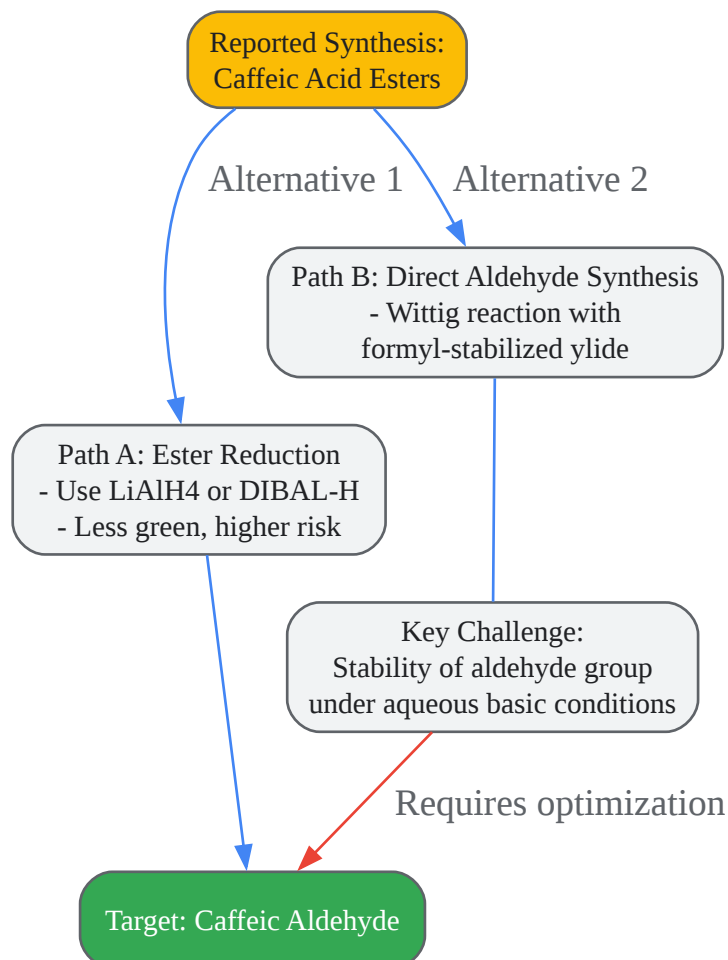 Reported Synthesis:
Caffeic Acid Esters
Alternative 1
Alternative 2
Path B: Direct Aldehyde Synthesis
- Wittig reaction with
formyl-stabilized ylide
Path A: Ester Reduction
- Use LiAlH4 or DIBAL-H
- Less green, higher risk
Key Challenge:
Stability of aldehyde group
under aqueous basic conditions
Requires optimization
Target: Caffeic Aldehyde